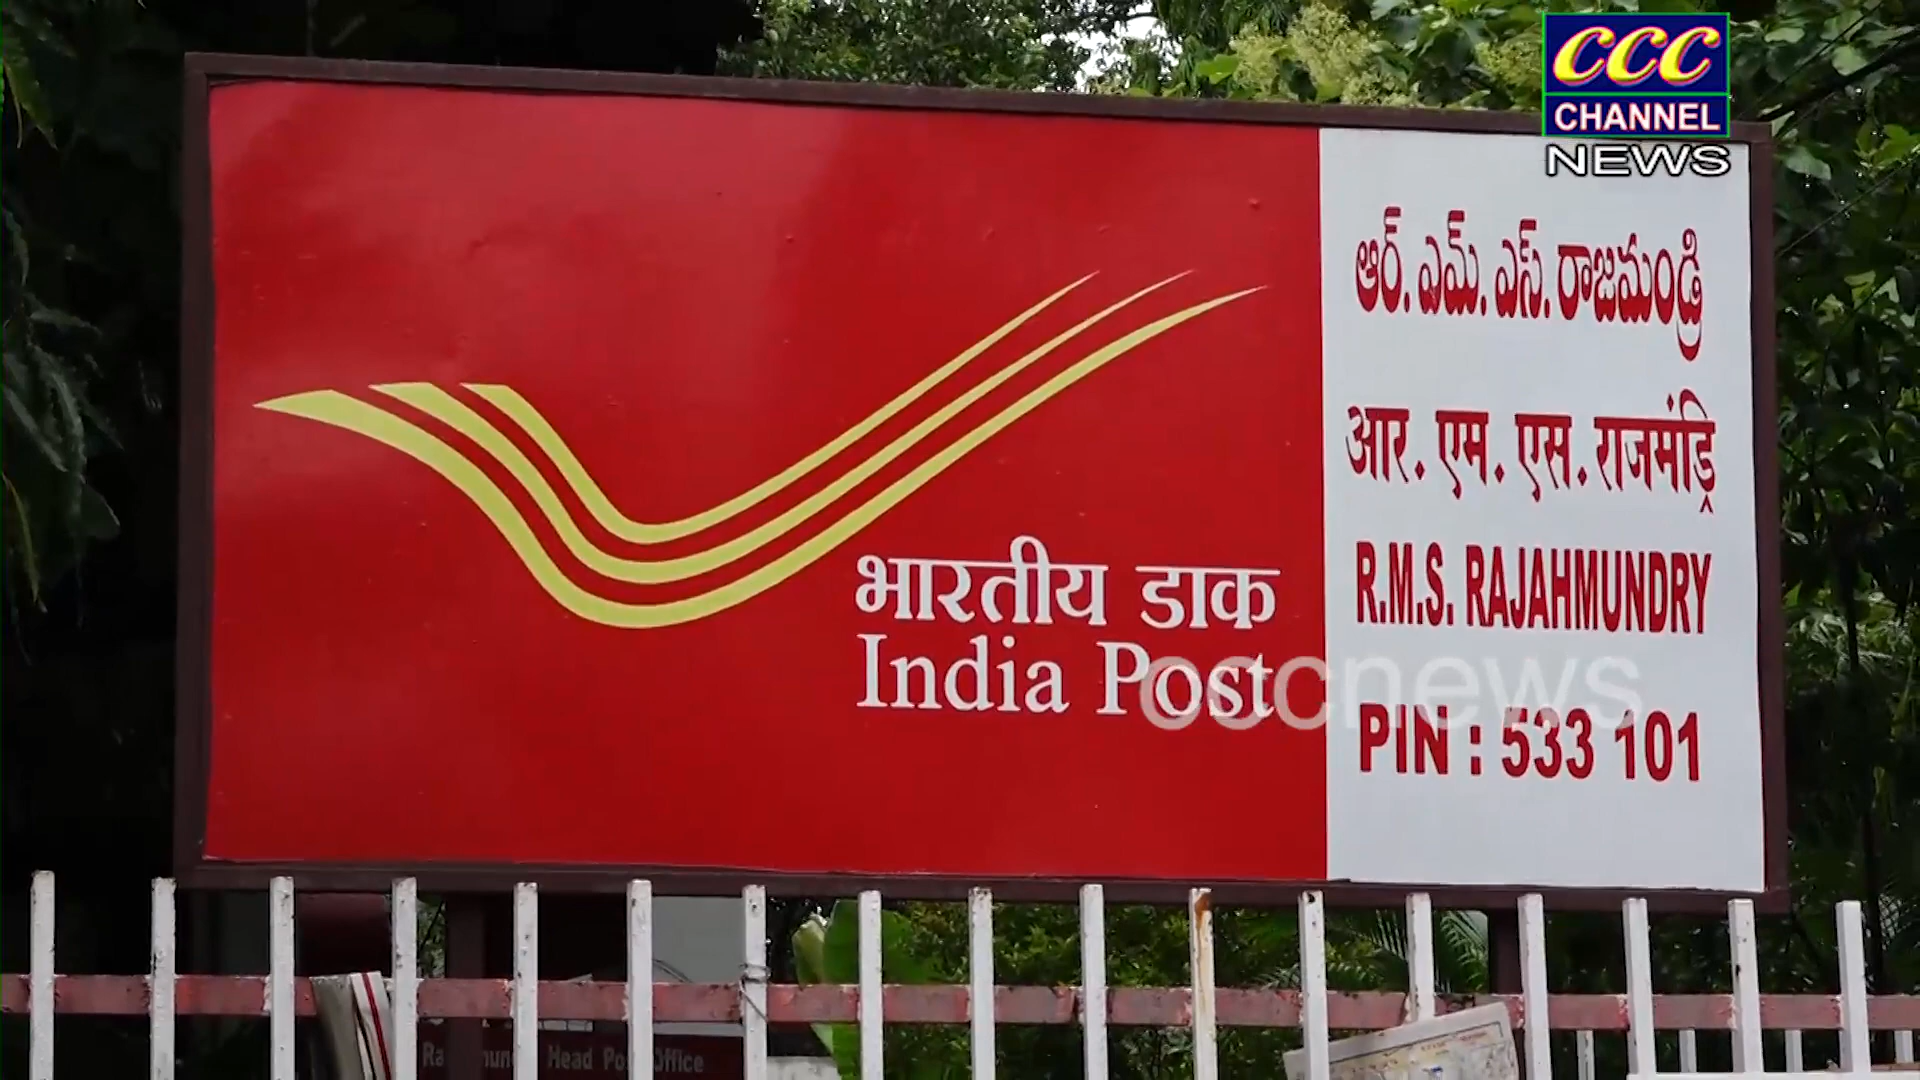 CCC
CHANNEL
NEWS
ఆర్. ఎమ్. ఎస్. రాజమండ్రి
आर. एम. एस. राजमंड्रि
R.M.S. RAJAHMUNDRY
PIN : 533 101
भारतीय डाक
India Post
cccnews
Head Post Office